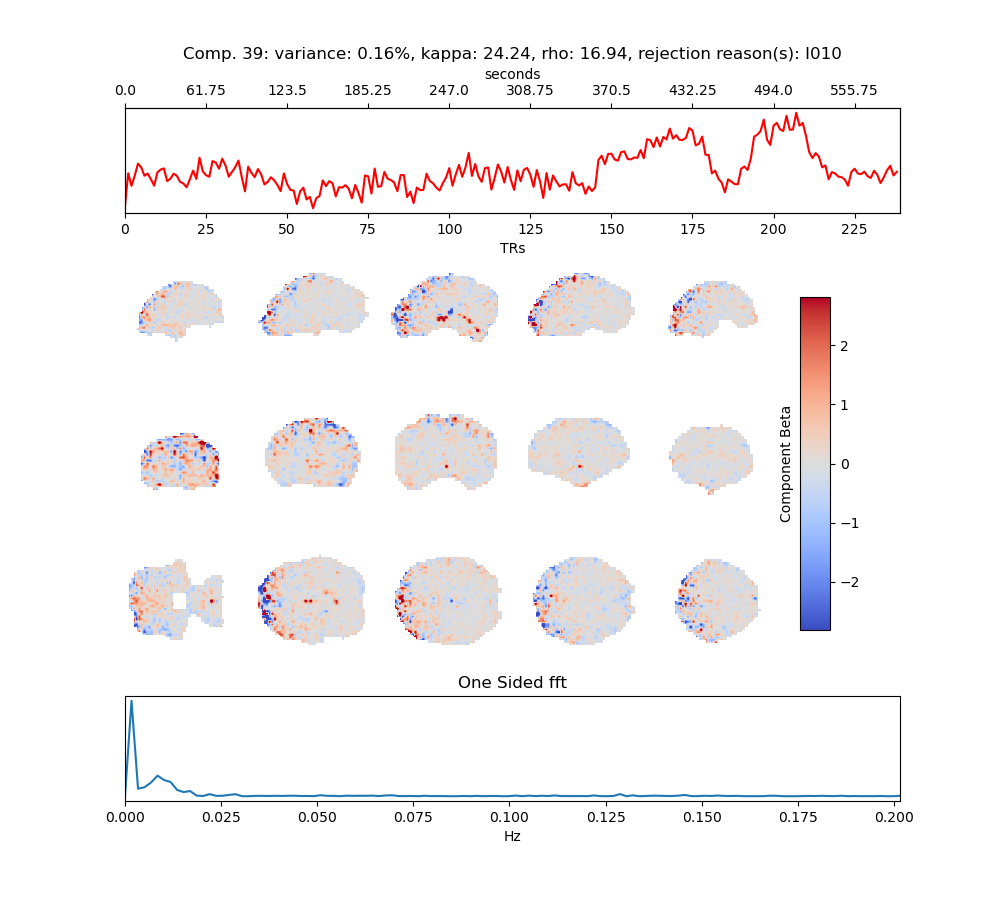 Comp. 39: variance: 0.16%, kappa: 24.24, rho: 16.94, rejection reason(s): I010
seconds
0.0 61.75 123.5 185.25 247.0 308.75 370.5 432.25 494.0 555.75
0 25 50 75 100 125 150 175 200 225
TRs
2
1
0
−1
−2
Component Beta
One Sided fft
0.000 0.025 0.050 0.075 0.100 0.125 0.150 0.175 0.200
Hz